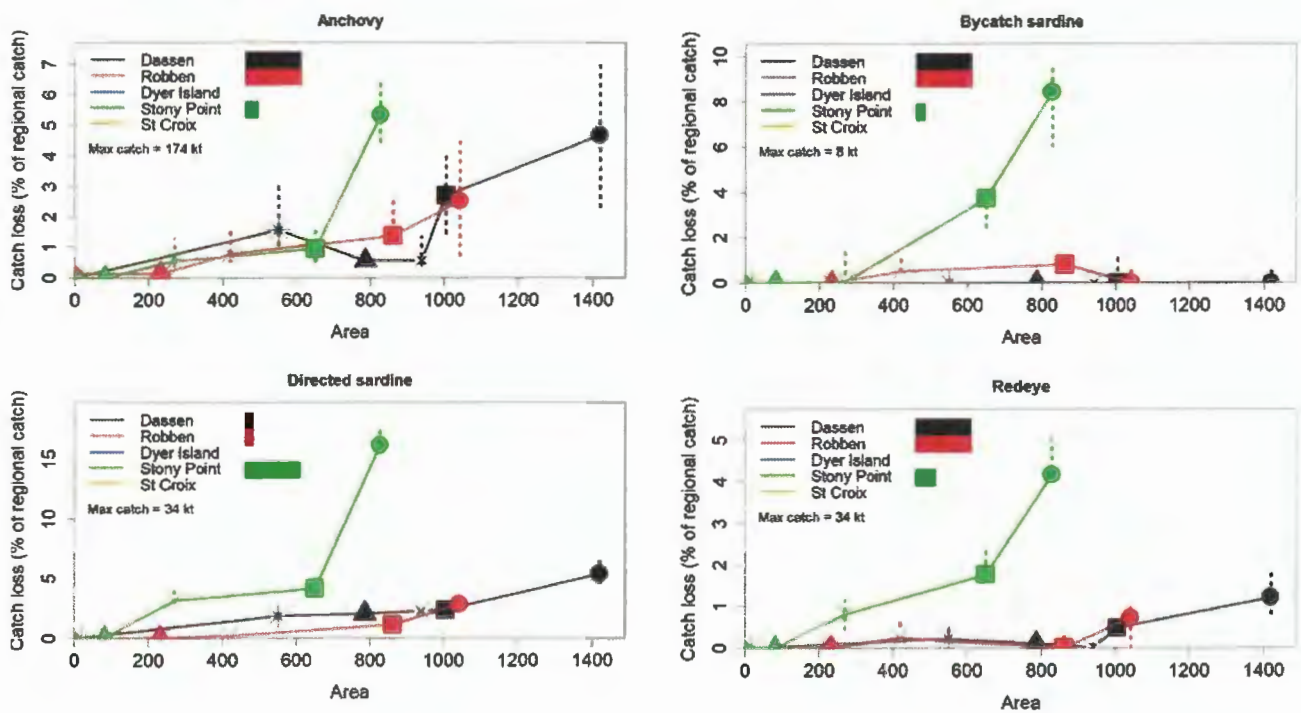 Anchovy
Catch loss (% of regional catch)
7
6
5
4
3
2
1
0
Dassen
Robben
Dyer Island
Stony Point
St Croix
Max catch = 174 kt
0 200 400 600 800 1000 1200 1400
Area
Bycatch sardine
Catch loss (% of regional catch)
10
8
6
4
2
0
Dassen
Robben
Dyer Island
Stony Point
St Croix
Max catch = 8 kt
0 200 400 600 800 1000 1200 1400
Area
Directed sardine
Catch loss (% of regional catch)
15
10
5
0
Dassen
Robben
Dyer Island
Stony Point
St Croix
Max catch = 34 kt
0 200 400 600 800 1000 1200 1400
Area
Redeye
Catch loss (% of regional catch)
5
4
3
2
1
0
Dassen
Robben
Dyer Island
Stony Point
St Croix
Max catch = 34 kt
0 200 400 600 800 1000 1200 1400
Area